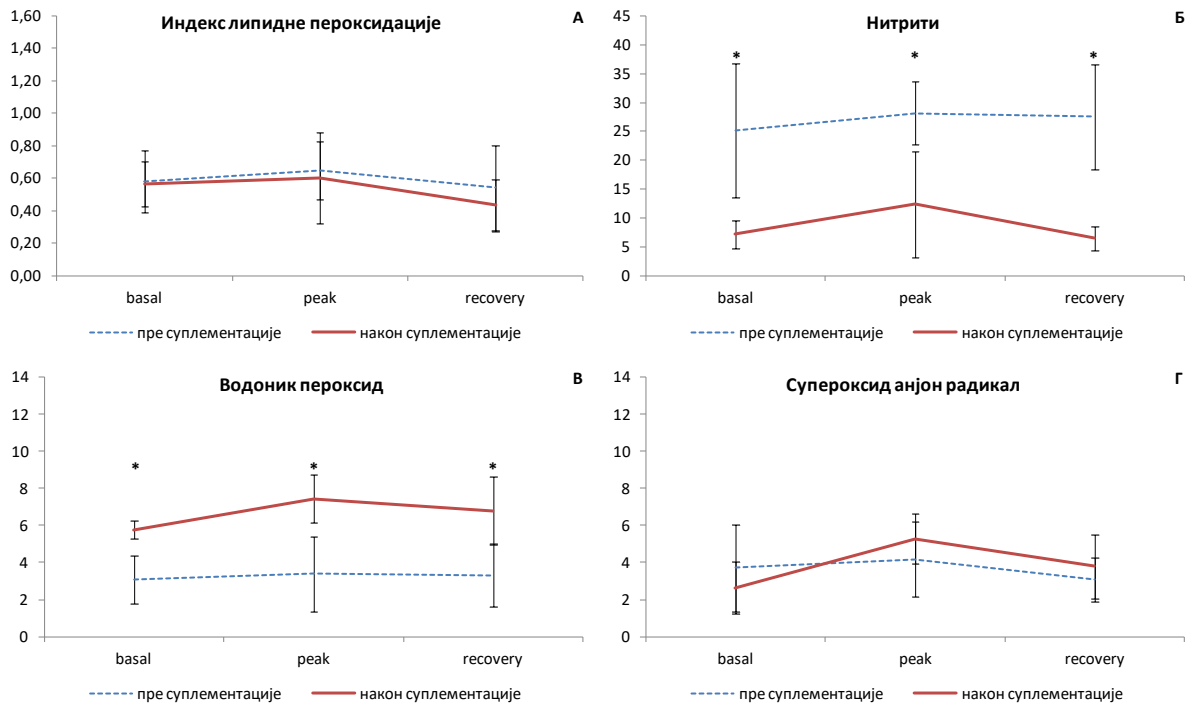 Индекс липидне пероксидације
А
1,60
1,40
1,20
1,00
0,80
0,60
0,40
0,20
0,00
basal peak recovery
пре суплементације након суплементације
Нитрити
Б
45
40
35
30
25
20
15
10
5
0
* * *
basal peak recovery
пре суплементације након суплементације
Водоник пероксид
В
14
12
10
8
6
4
2
0
* * *
basal peak recovery
пре суплементације након суплементације
Супероксид анјон радикал
Г
14
12
10
8
6
4
2
0
basal peak recovery
пре суплементације након суплементације